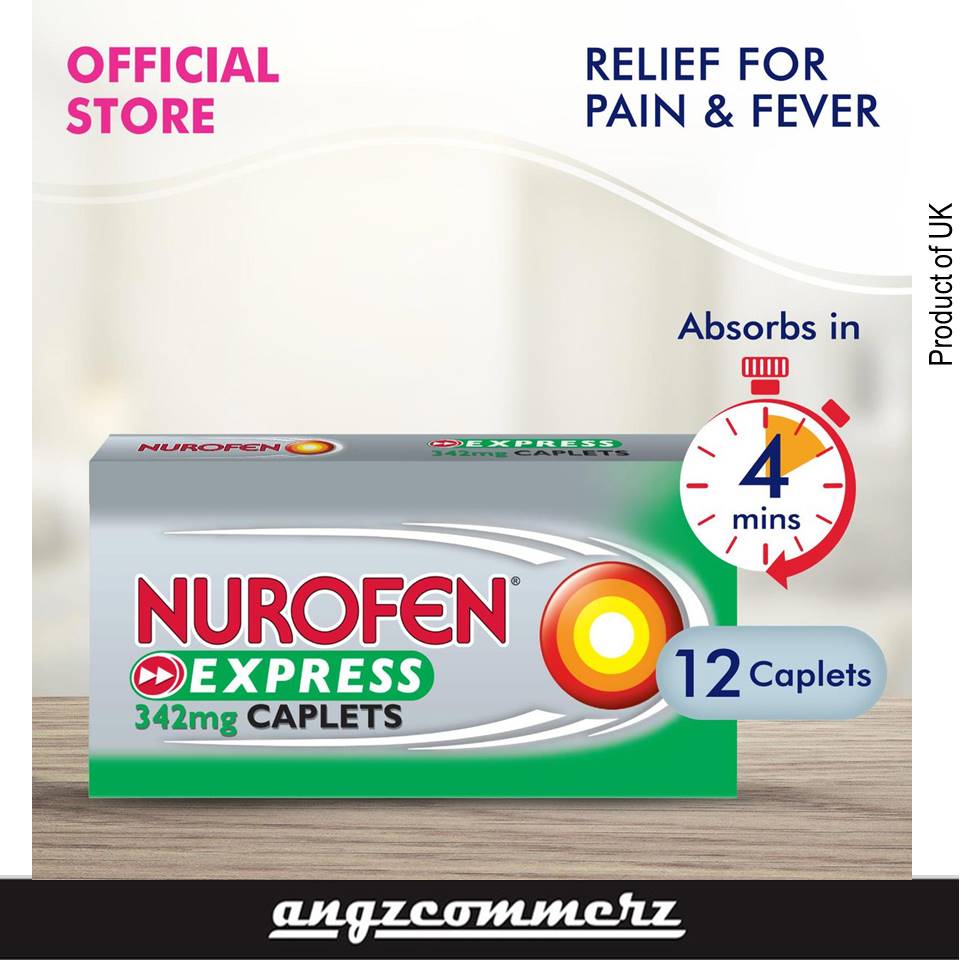 OFFICIAL
STORE
RELIEF FOR
PAIN & FEVER
Product of UK
Absorbs in
4
mins
NUROFEN
EXPRESS
342mg CAPLETS
NUROFEN®
EXPRESS
342mg CAPLETS
12 Caplets
angzcommerz